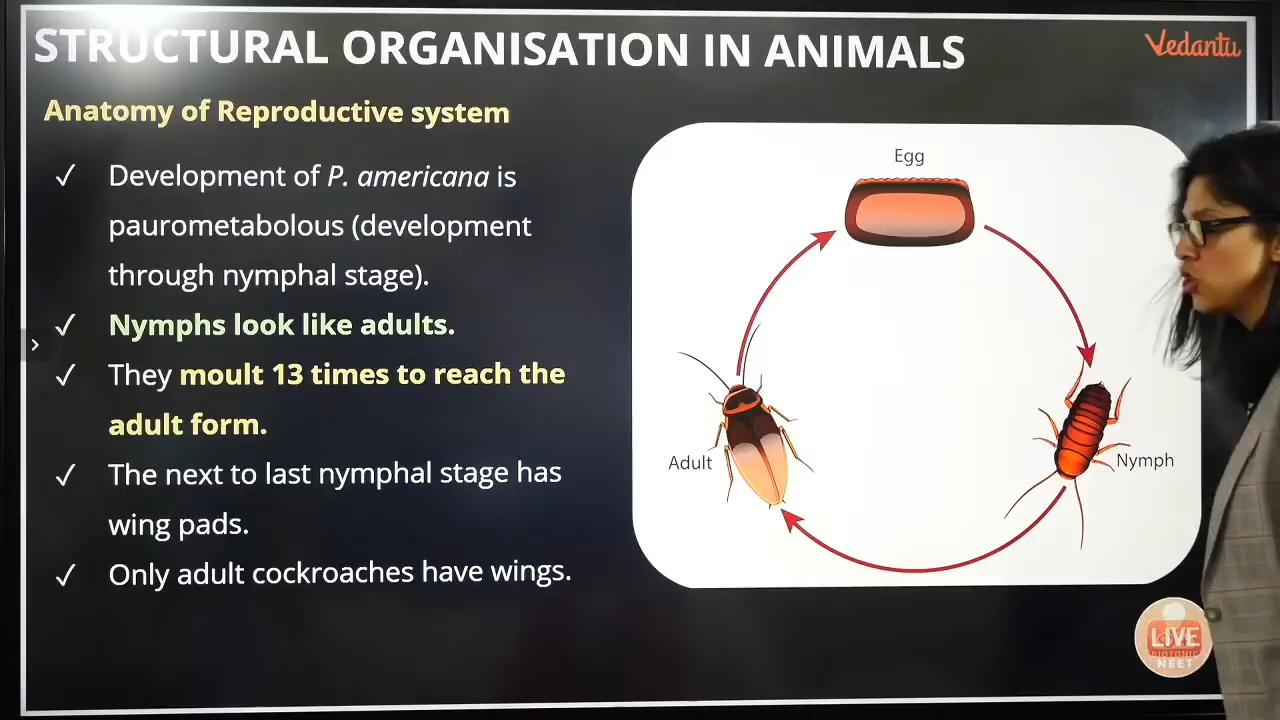 STRUCTURAL ORGANISATION IN ANIMALS
Vedantu
Anatomy of Reproductive system
✓ Development of P. americana is
paurometabolous (development
through nymphal stage).
✓ Nymphs look like adults.
✓ They moult 13 times to reach the
adult form.
✓ The next to last nymphal stage has
wing pads.
✓ Only adult cockroaches have wings.
Egg
Adult
Nymph
LIVE
BIOTONIC
NEET